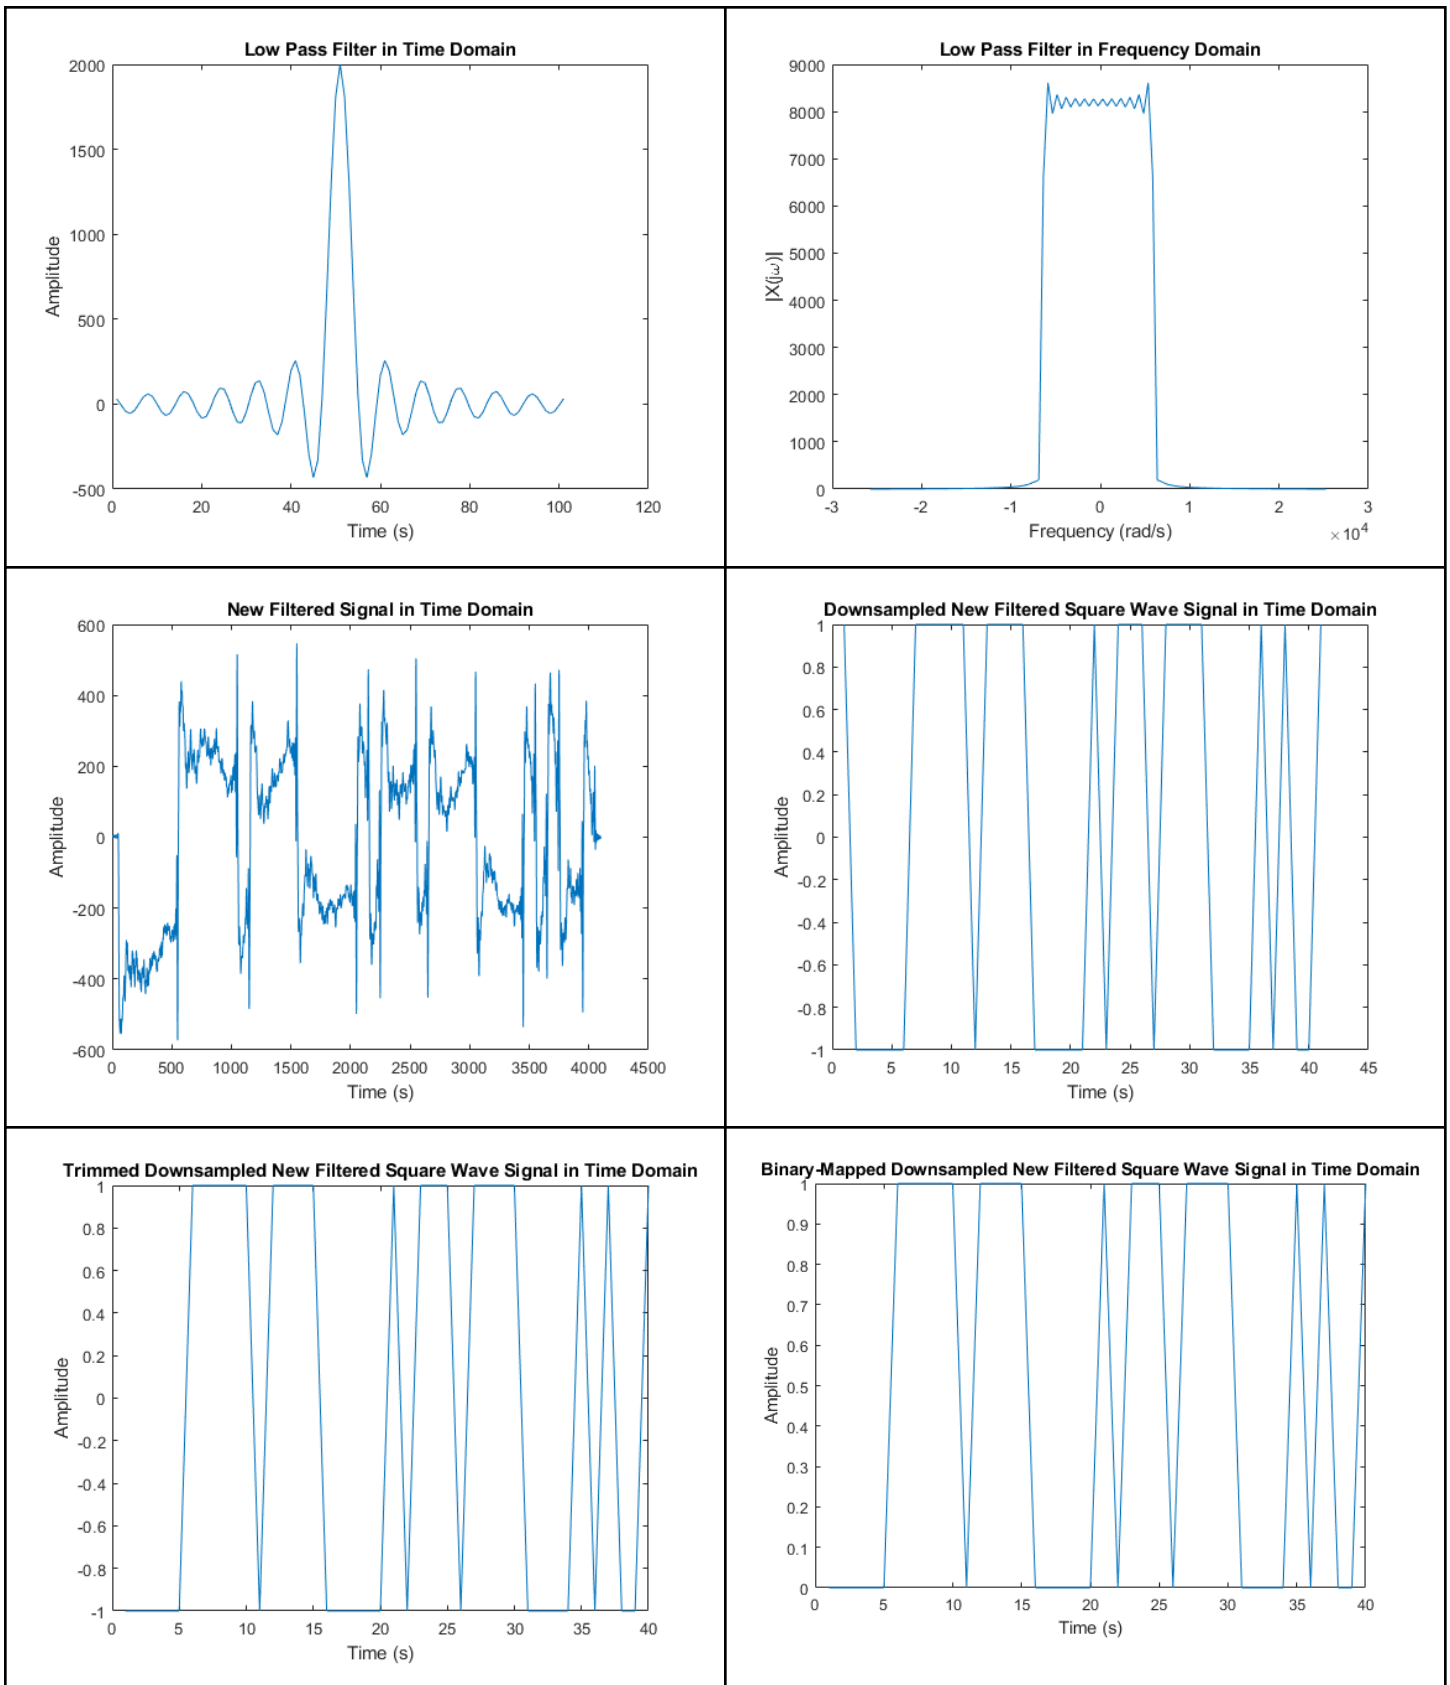 Low Pass Filter in Time Domain
2000
1500
1000
500
0
-500
Amplitude
0 20 40 60 80 100 120
Time (s)
Low Pass Filter in Frequency Domain
9000
8000
7000
6000
5000
4000
3000
2000
1000
0
|X(jω)|
-3 -2 -1 0 1 2 3
Frequency (rad/s)
×10^4
New Filtered Signal in Time Domain
600
400
200
0
-200
-400
-600
Amplitude
0 500 1000 1500 2000 2500 3000 3500 4000 4500
Time (s)
Downsampled New Filtered Square Wave Signal in Time Domain
1
0.8
0.6
0.4
0.2
0
-0.2
-0.4
-0.6
-0.8
-1
Amplitude
0 5 10 15 20 25 30 35 40 45
Time (s)
Trimmed Downsampled New Filtered Square Wave Signal in Time Domain
1
0.8
0.6
0.4
0.2
0
-0.2
-0.4
-0.6
-0.8
-1
Amplitude
0 5 10 15 20 25 30 35 40
Time (s)
Binary-Mapped Downsampled New Filtered Square Wave Signal in Time Domain
1
0.9
0.8
0.7
0.6
0.5
0.4
0.3
0.2
0.1
0
Amplitude
0 5 10 15 20 25 30 35 40
Time (s)